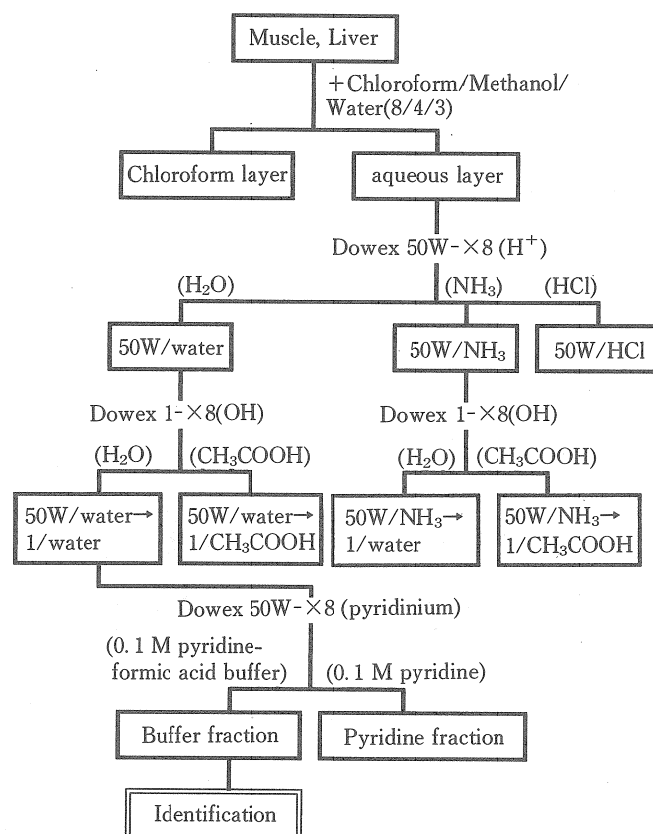 Muscle, Liver
+Chloroform/Methanol/
Water(8/4/3)
Chloroform layer
aqueous layer
Dowex 50W-×8 (H⁺)
(H₂O)
(NH₃)
(HCl)
50W/water
50W/NH₃
50W/HCl
Dowex 1-×8(OH)
Dowex 1-×8(OH)
(H₂O)
(CH₃COOH)
(H₂O)
(CH₃COOH)
50W/water→
1/water
50W/water→
1/CH₃COOH
50W/NH₃→
1/water
50W/NH₃→
1/CH₃COOH
Dowex 50W-×8 (pyridinium)
(0.1 M pyridine-
formic acid buffer)
(0.1 M pyridine)
Buffer fraction
Pyridine fraction
Identification